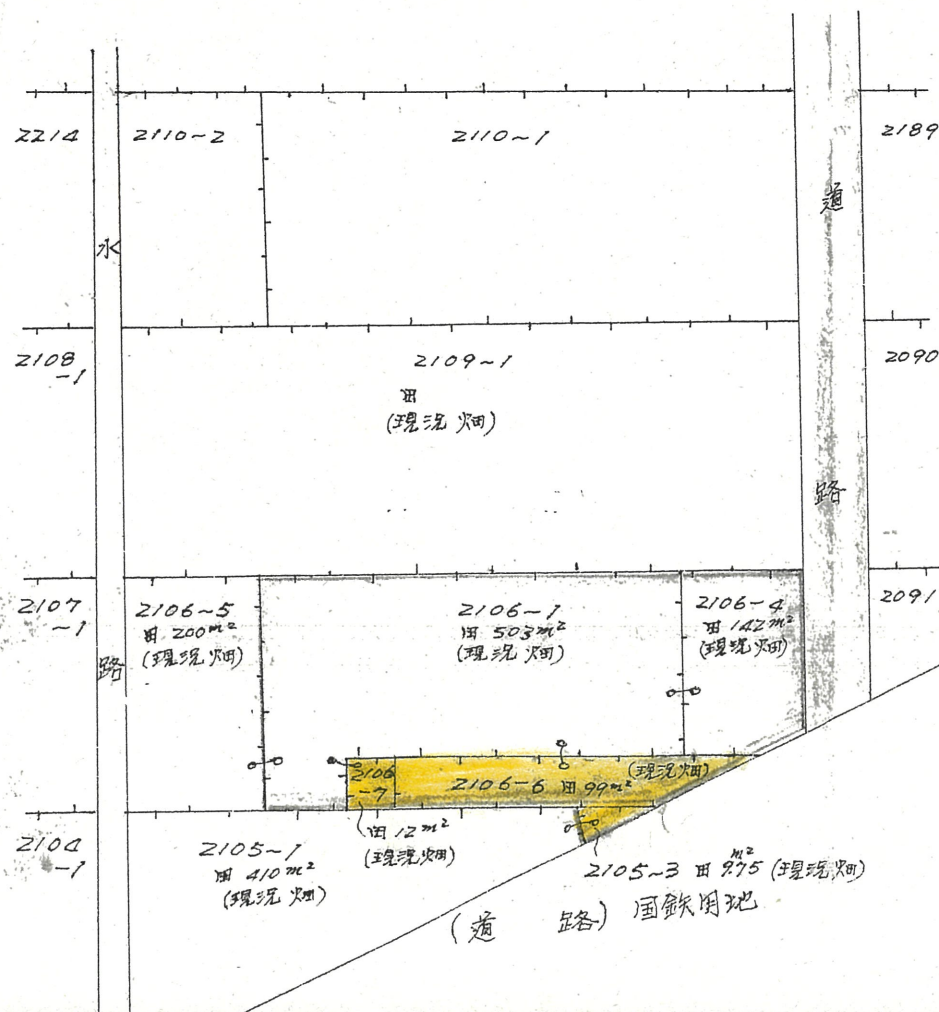 2214
2110~2
2110~1
2189
道
水
2108
-1
2109~1
2090
田
(現況 畑)
路
2107
~1
2106~5
田 200m²
(現況 畑)
2106~1
田 503m²
(現況 畑)
2106-4
田 142m²
(現況 畑)
2091
路
2106
-7
2106-6 田 99m²
(現況 畑)
田 12m²
(現況 畑)
2104
-1
2105~1
田 410m²
(現況 畑)
2105~3 田 9.75m² (現況 畑)
(道 路) 国鉄用地